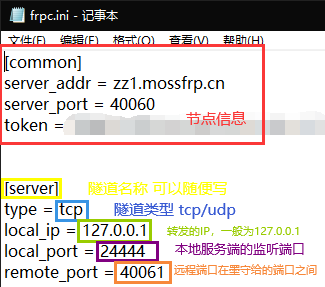 frpc.ini - 记事本
文件(F) 编辑(E) 格式(O) 查看(V) 帮助(H)
[common]
server_addr = zz1.mossfrp.cn
server_port = 40060
token =
节点信息
[server] 隧道名称 可以随便写
type = tcp 隧道类型 tcp/udp
local_ip = 127.0.0.1 转发的IP，一般为127.0.0.1
local_port = 24444 本地服务端的监听端口
remote_port = 40061 远程端口在墨守给的端口之间